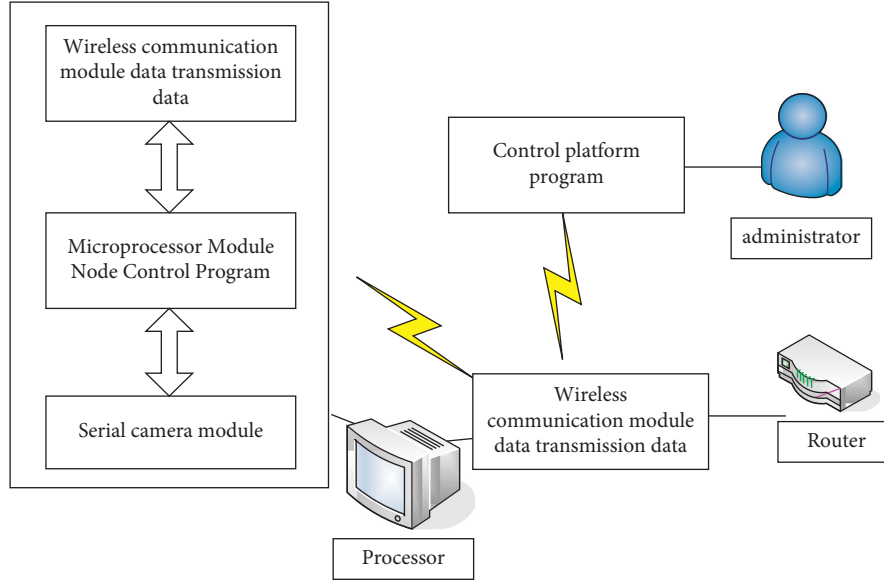 Wireless communication
module data transmission
data
Microprocessor Module
Node Control Program
Serial camera module
Control platform
program
administrator
Wireless
communication module
data transmission data
Router
Processor